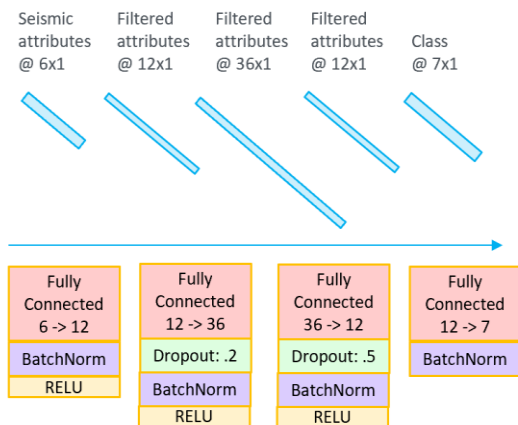 Seismic
attributes
@ 6x1
Filtered
attributes
@ 12x1
Filtered
attributes
@ 36x1
Filtered
attributes
@ 12x1
Class
@ 7x1
Fully
Connected
6 -> 12
BatchNorm
RELU
Fully
Connected
12 -> 36
Dropout: .2
BatchNorm
RELU
Fully
Connected
36 -> 12
Dropout: .5
BatchNorm
RELU
Fully
Connected
12 -> 7
BatchNorm